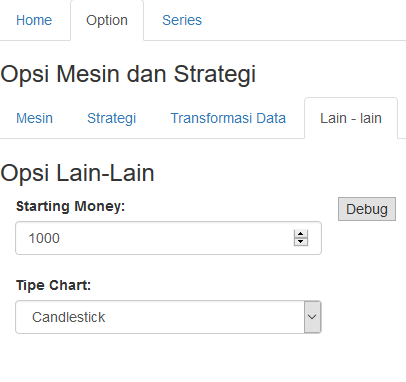 Home Option Series
Opsi Mesin dan Strategi
Mesin Strategi Transformasi Data Lain - lain
Opsi Lain-Lain
Starting Money:
1000 Debug
Tipe Chart:
Candlestick